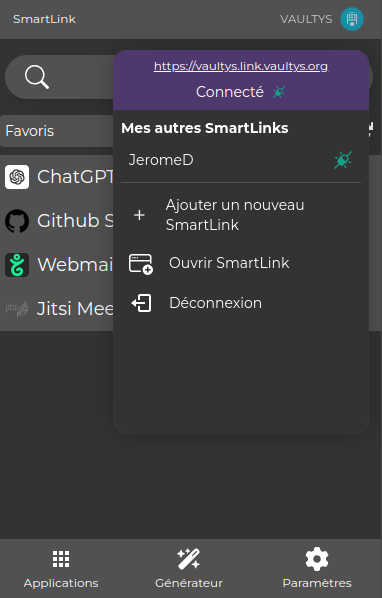 SmartLink
VAULTYS
https://vaultys.link.vaultys.org
Connecté
Favoris
Mes autres SmartLinks
JeromeD
ChatGPT
Ajouter un nouveau
SmartLink
Github S
Webmai
Ouvrir SmartLink
Jitsi Mee
Déconnexion
Applications
Générateur
Paramètres